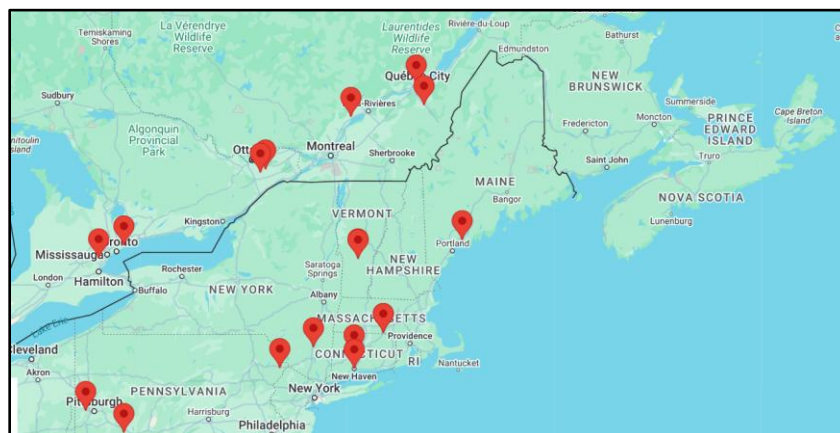 Temiskaming
Shores
La Vérendrye
Wildlife
Reserve
Laurentides
Wildlife
Reserve
Rivière-du-Loup
Edmundston
Bathurst
Sudbury
Québec City
NEW
BRUNSWICK
Summerside
Cape Breton
Island
Algonquin
Provincial
Park
Montreal
Sherbrooke
Fredericton
Moncton
PRINCE
EDWARD
ISLAND
Saint John
Truro
MAINE
Bangor
NOVA SCOTIA
Lunenburg
Kingston
VERMONT
Mississauga
Portland
London
Hamilton
Rochester
Saratoga
Springs
NEW
HAMPSHIRE
Buffalo
NEW YORK
Albany
Lake Erie
Providence
CONNECTICUT
RI
Nantucket
Cleveland
Akron
New Haven
PENNSYLVANIA
New York
Harrisburg
Philadelphia